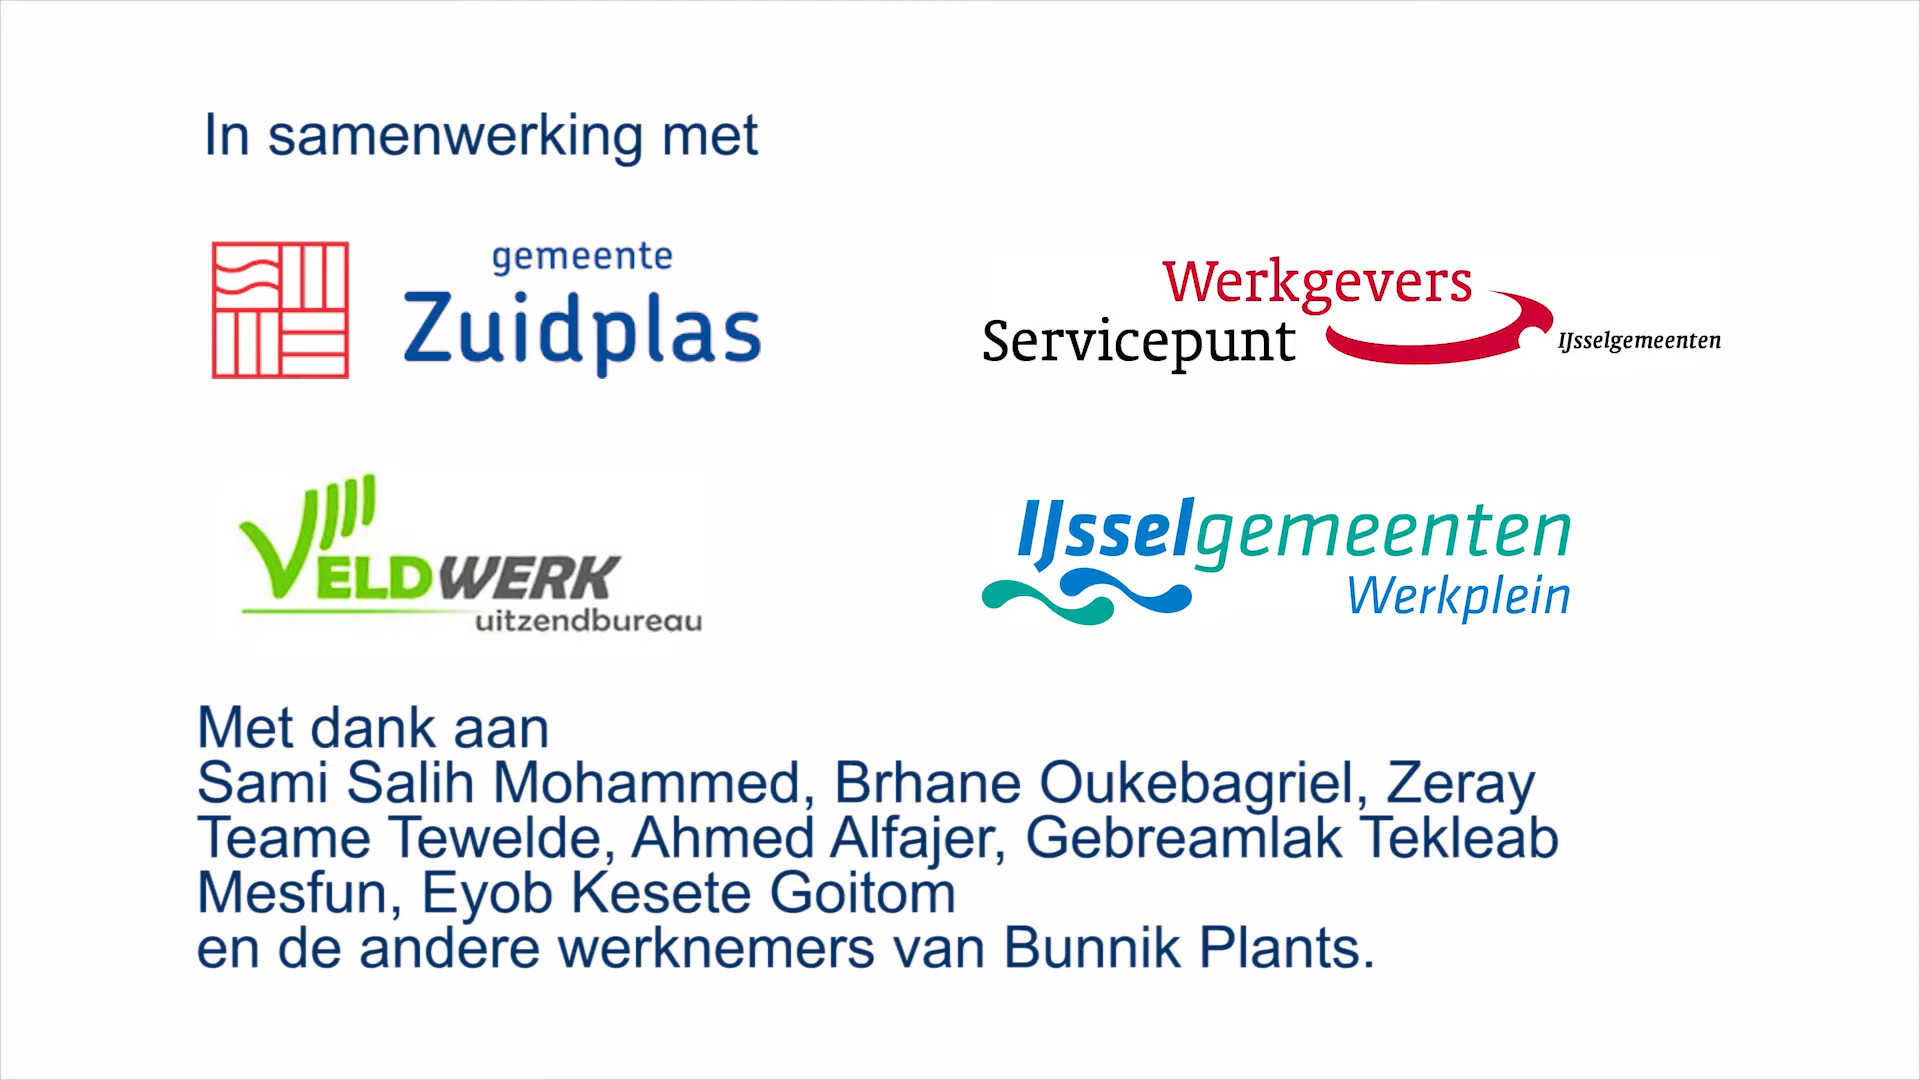 In samenwerking met
gemeente
Zuidplas
Werkgevers
Servicepunt
IJsselgemeenten
VELDWERK
uitzendbureau
IJsselgemeenten
Werkplein
Met dank aan
Sami Salih Mohammed, Brhane Oukebagriel, Zeray
Teame Tewelde, Ahmed Alfajer, Gebreamlak Tekleab
Mesfun, Eyob Kesete Goitom
en de andere werknemers van Bunnik Plants.